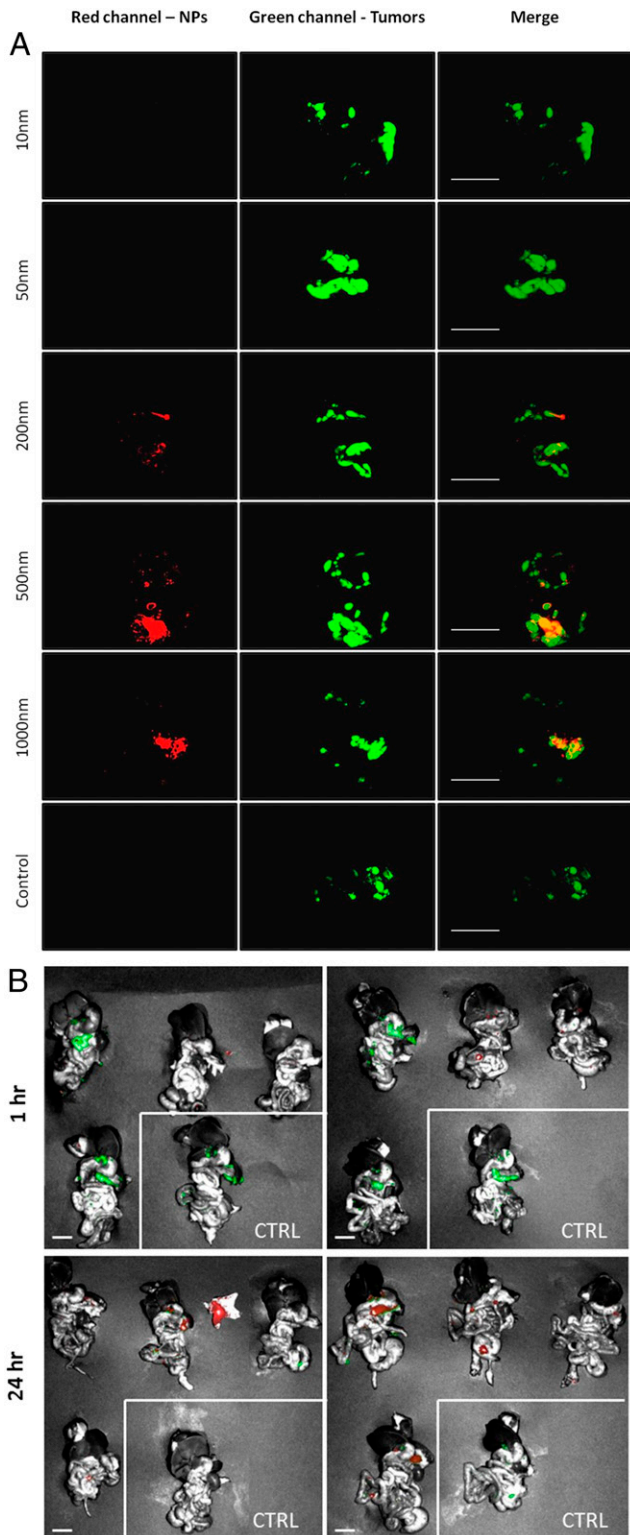 Red channel – NPs Green channel - Tumors Merge
A
10nm
50nm
200nm
500nm
1000nm
Control
B
1 hr
CTRL CTRL
24 hr
CTRL CTRL